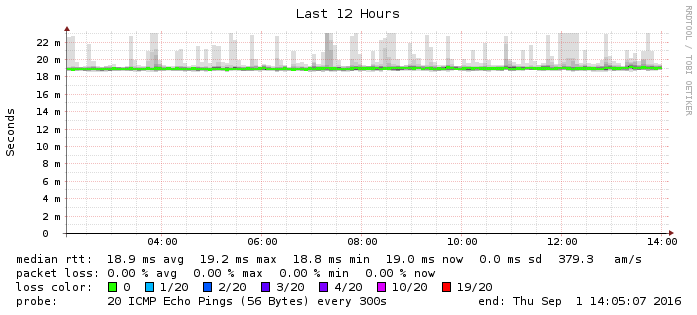 Last 12 Hours
RRDTOOL / TOBI OETIKER
Seconds
22 m
20 m
18 m
16 m
14 m
12 m
10 m
8 m
6 m
4 m
2 m
0
04:00 06:00 08:00 10:00 12:00 14:00
median rtt: 18.9 ms avg 19.2 ms max 18.8 ms min 19.0 ms now 0.0 ms sd 379.3 am/s
packet loss: 0.00 % avg 0.00 % max 0.00 % min 0.00 % now
loss color: 0 1/20 2/20 3/20 4/20 10/20 19/20
probe: 20 ICMP Echo Pings (56 Bytes) every 300s end: Thu Sep 1 14:05:07 2016